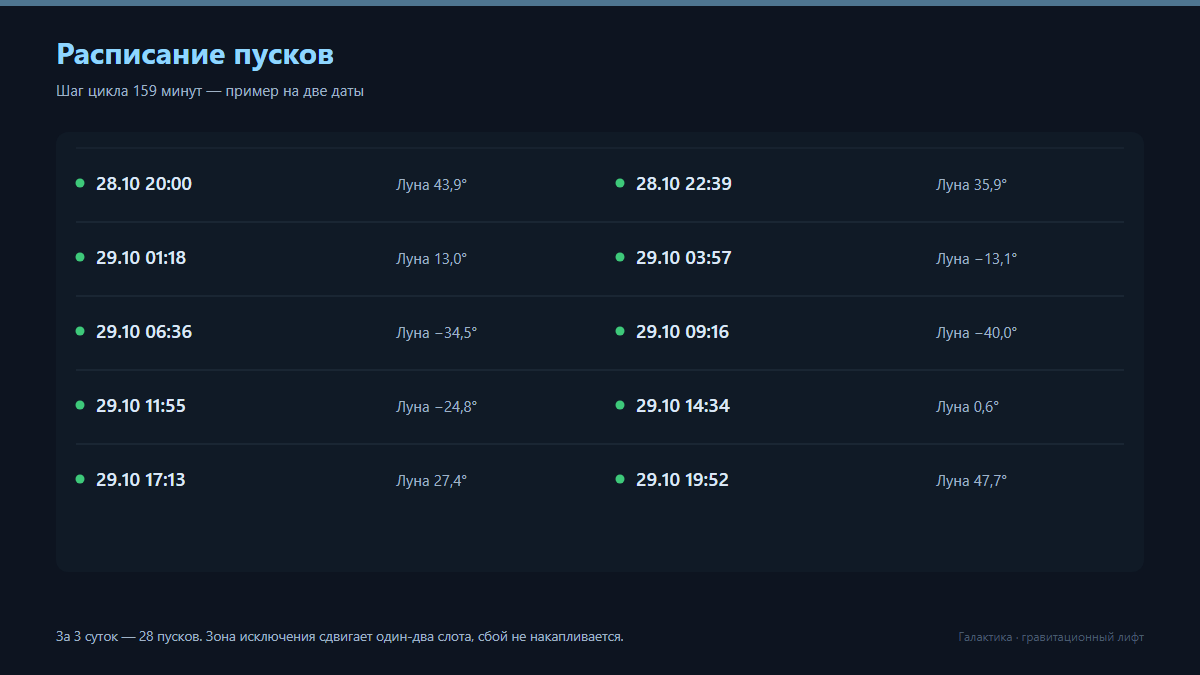 Расписание пусков
Шаг цикла 159 минут — пример на две даты
28.10 20:00 Луна 43,9° 28.10 22:39 Луна 35,9°
29.10 01:18 Луна 13,0° 29.10 03:57 Луна −13,1°
29.10 06:36 Луна −34,5° 29.10 09:16 Луна −40,0°
29.10 11:55 Луна −24,8° 29.10 14:34 Луна 0,6°
29.10 17:13 Луна 27,4° 29.10 19:52 Луна 47,7°
За 3 суток — 28 пусков. Зона исключения сдвигает один-два слота, сбой не накапливается.
Галактика · гравитационный лифт